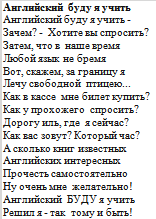 Английский буду я учить
Английский буду я учить -
Зачем? - Хотите вы спросить?
Затем, что в наше время
Любой язык не бремя
Вот, скажем, за границу я
Лечу свободной птицею...
Как в кассе мне билет купить?
Как у прохожего спросить?
Дорогу иль, где я сейчас?
Как вас зовут? Который час?
А сколько книг известных
Английских интересных
Прочесть самостоятельно
Ну очень мне желательно!
Английский БУДУ я учить
Решил я - так тому и быть!